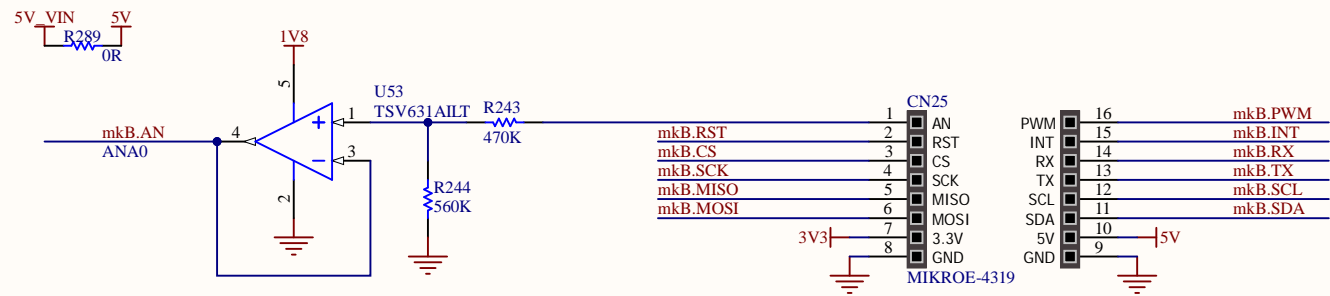 5V_VIN 5V
R289
0R
1V8
5
U53
TSV631AILT
+ 1
R243
470K
mkB.AN
ANA0
4
− 3
2
R244
560K
CN25
1 AN
mkB.RST 2 RST
mkB.CS 3 CS
mkB.SCK 4 SCK
mkB.MISO 5 MISO
mkB.MOSI 6 MOSI
3V3 7 3.3V
8 GND
MIKROE-4319
PWM 16 mkB.PWM
INT 15 mkB.INT
RX 14 mkB.RX
TX 13 mkB.TX
SCL 12 mkB.SCL
SDA 11 mkB.SDA
5V 10 5V
GND 9